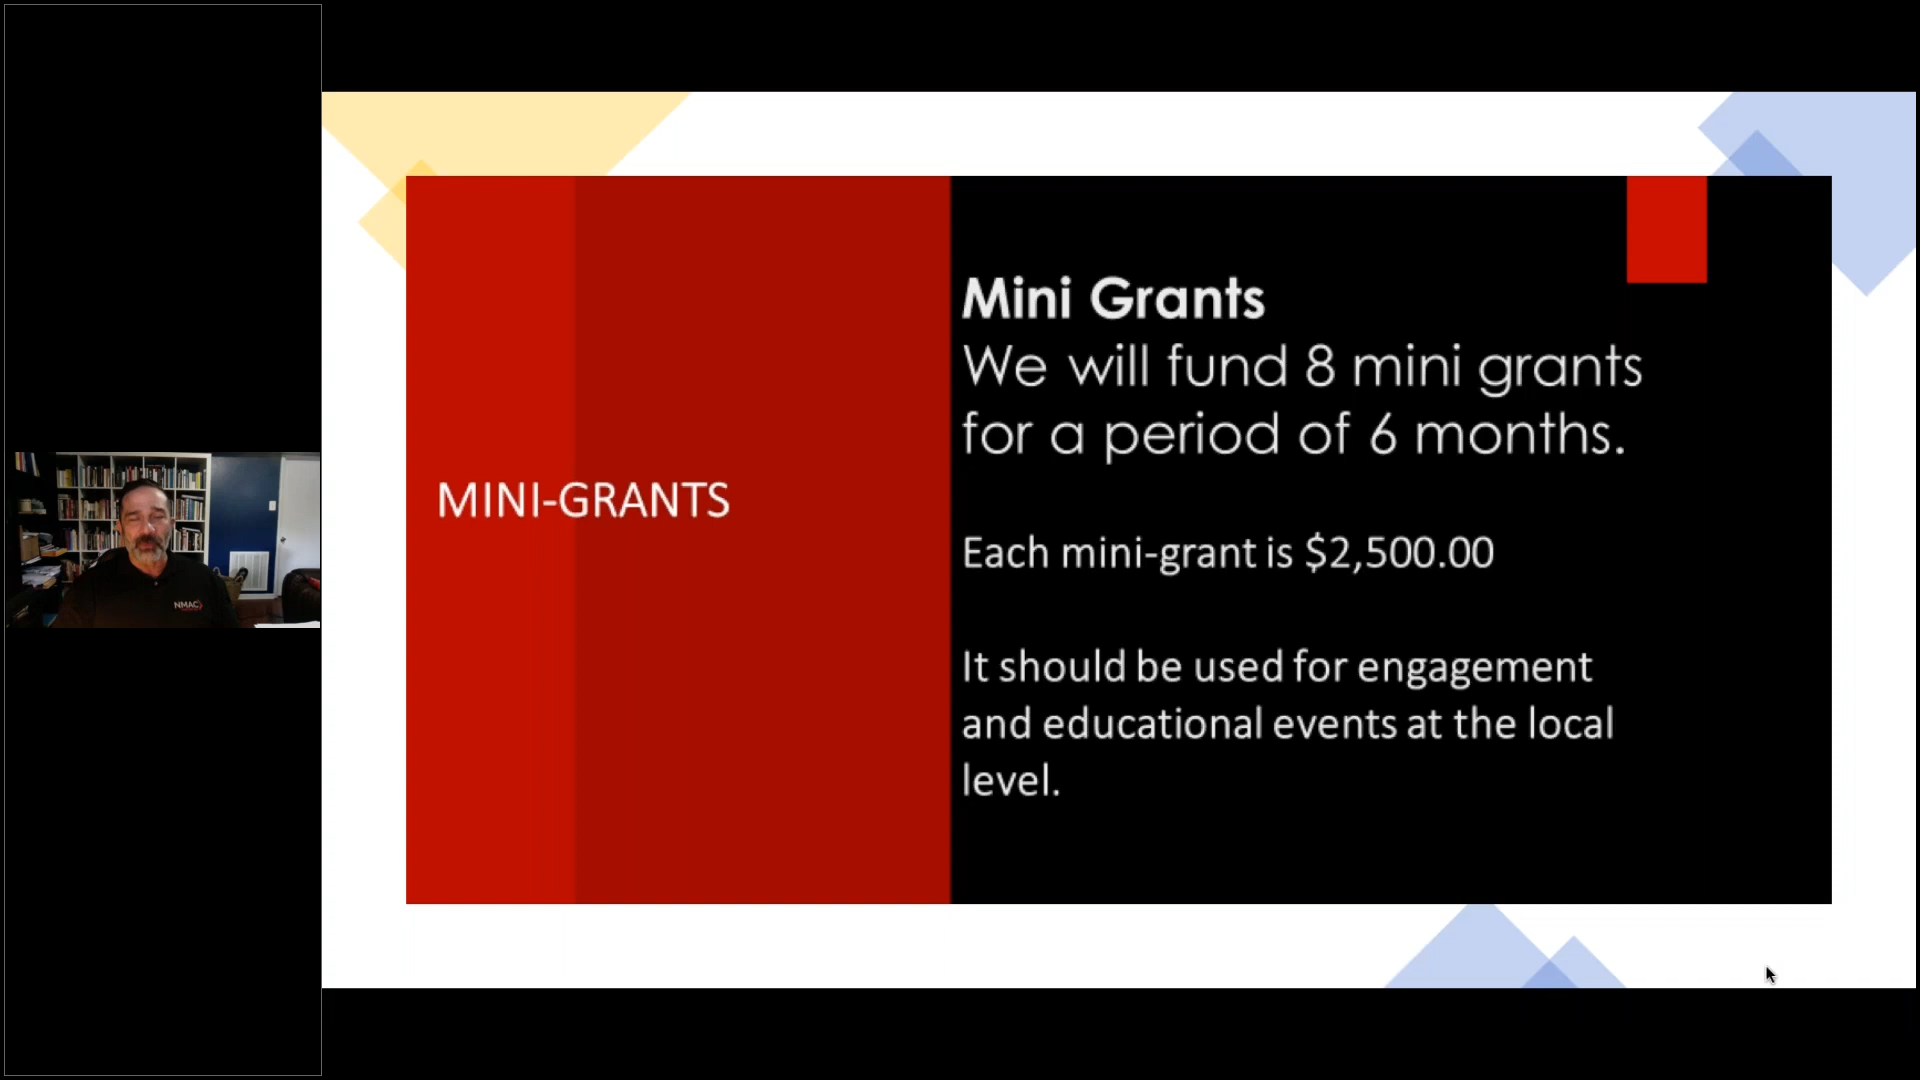 MINI-GRANTS
Mini Grants
We will fund 8 mini grants
for a period of 6 months.
Each mini-grant is $2,500.00
It should be used for engagement
and educational events at the local
level.
NMAC